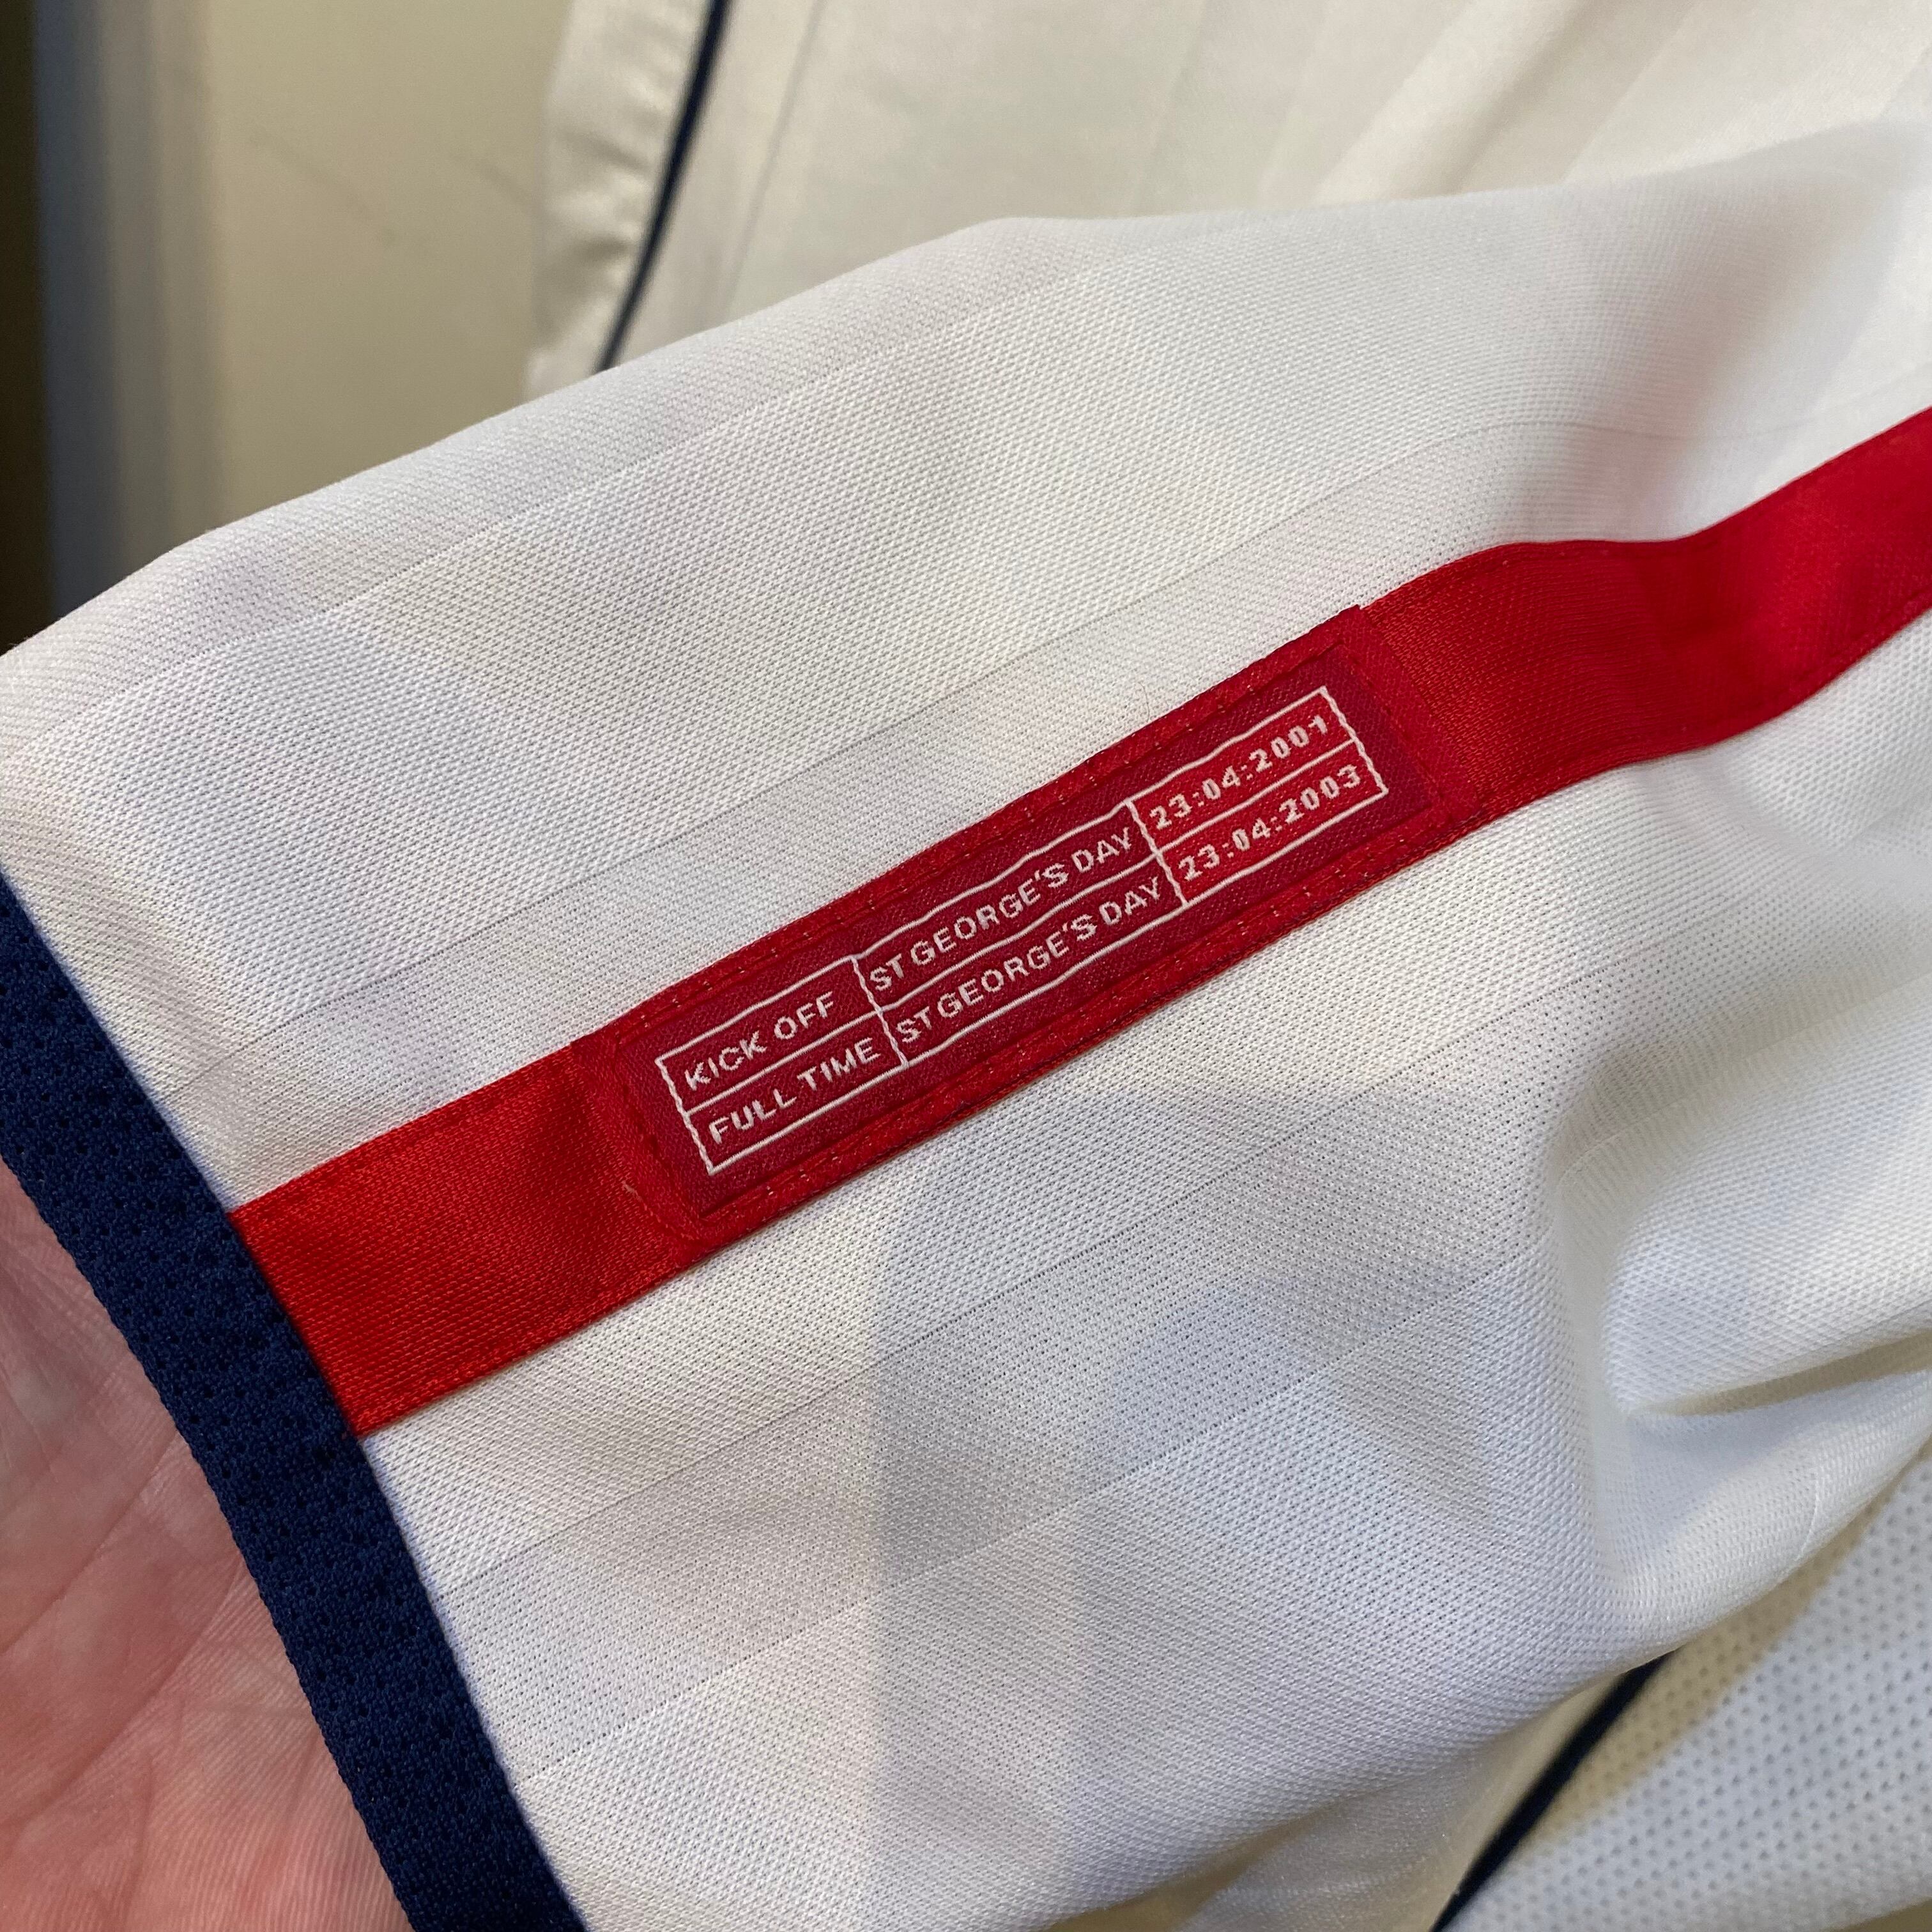 KICK OFF ST GEORGE'S DAY 23:04:2001
FULL TIME ST GEORGE'S DAY 23:04:2003